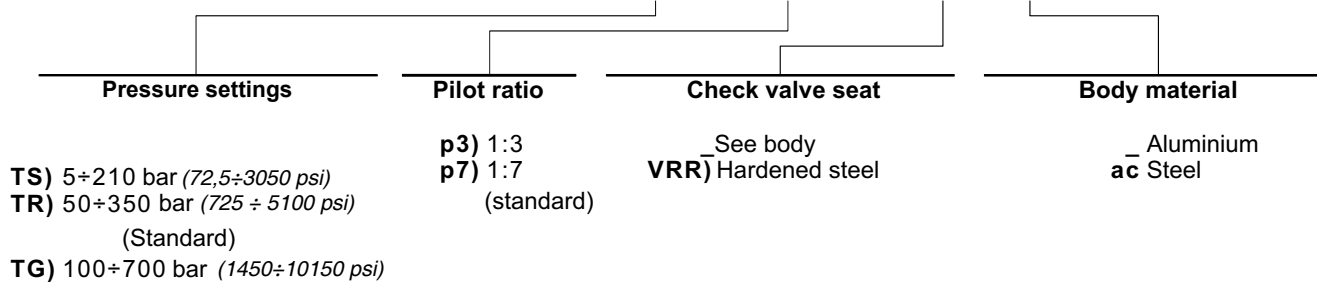 Pressure settings
Pilot ratio
Check valve seat
Body material
p3) 1:3
p7) 1:7
(standard)
_See body
VRR) Hardened steel
_ Aluminium
ac Steel
TS) 5÷210 bar (72,5÷3050 psi)
TR) 50÷350 bar (725 ÷ 5100 psi)
(Standard)
TG) 100÷700 bar (1450÷10150 psi)